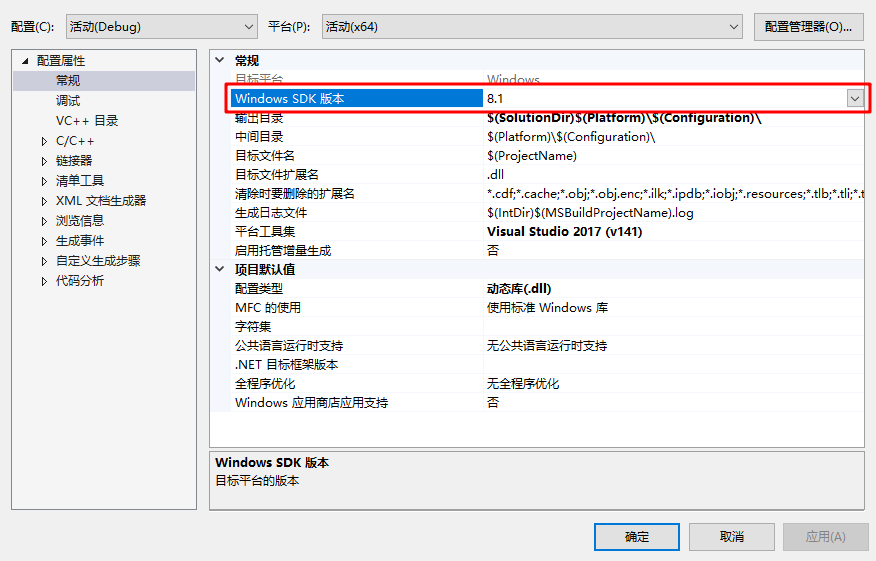 配置(C): 活动(Debug) 平台(P): 活动(x64) 配置管理器(O)...
配置属性
常规
调试
VC++ 目录
C/C++
链接器
清单工具
XML 文档生成器
浏览信息
生成事件
自定义生成步骤
代码分析
常规
目标平台 Windows
Windows SDK 版本 8.1
输出目录 $(SolutionDir)$(Platform)\$(Configuration)\
中间目录 $(Platform)\$(Configuration)\
目标文件名 $(ProjectName)
目标文件扩展名 .dll
清除时要删除的扩展名 *.cdf;*.cache;*.obj;*.obj.enc;*.ilk;*.ipdb;*.iobj;*.resources;*.tlb;*.tli;*.t
生成日志文件 $(IntDir)$(MSBuildProjectName).log
平台工具集 Visual Studio 2017 (v141)
启用托管增量生成 否
项目默认值
配置类型 动态库(.dll)
MFC 的使用 使用标准 Windows 库
字符集
公共语言运行时支持 无公共语言运行时支持
.NET 目标框架版本
全程序优化 无全程序优化
Windows 应用商店应用支持 否
Windows SDK 版本
目标平台的版本
确定 取消 应用(A)